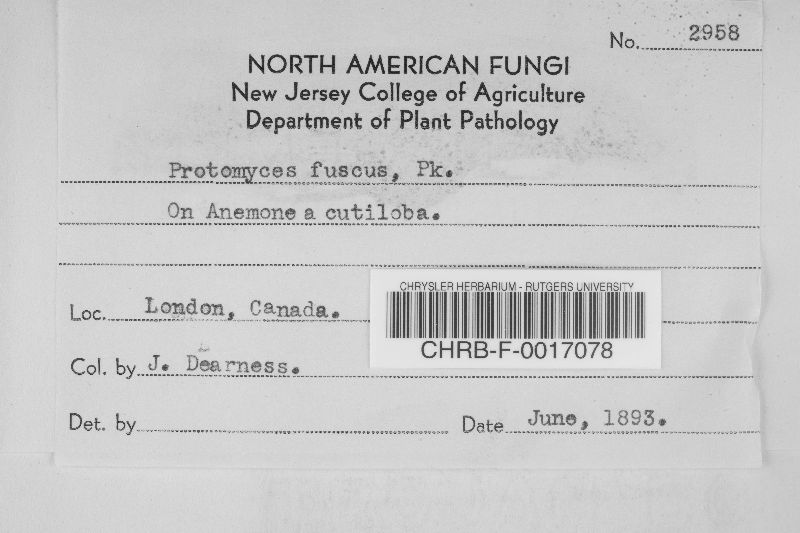 No. 2958
NORTH AMERICAN FUNGI
New Jersey College of Agriculture
Department of Plant Pathology
Protomyces fuscus, Pk.
On Anemone a cutiloba.
Loc. London, Canada.
CHRYSLER HERBARIUM - RUTGERS UNIVERSITY
CHRB-F-0017078
Col. by J. Dearness.
Det. by
Date June, 1893.